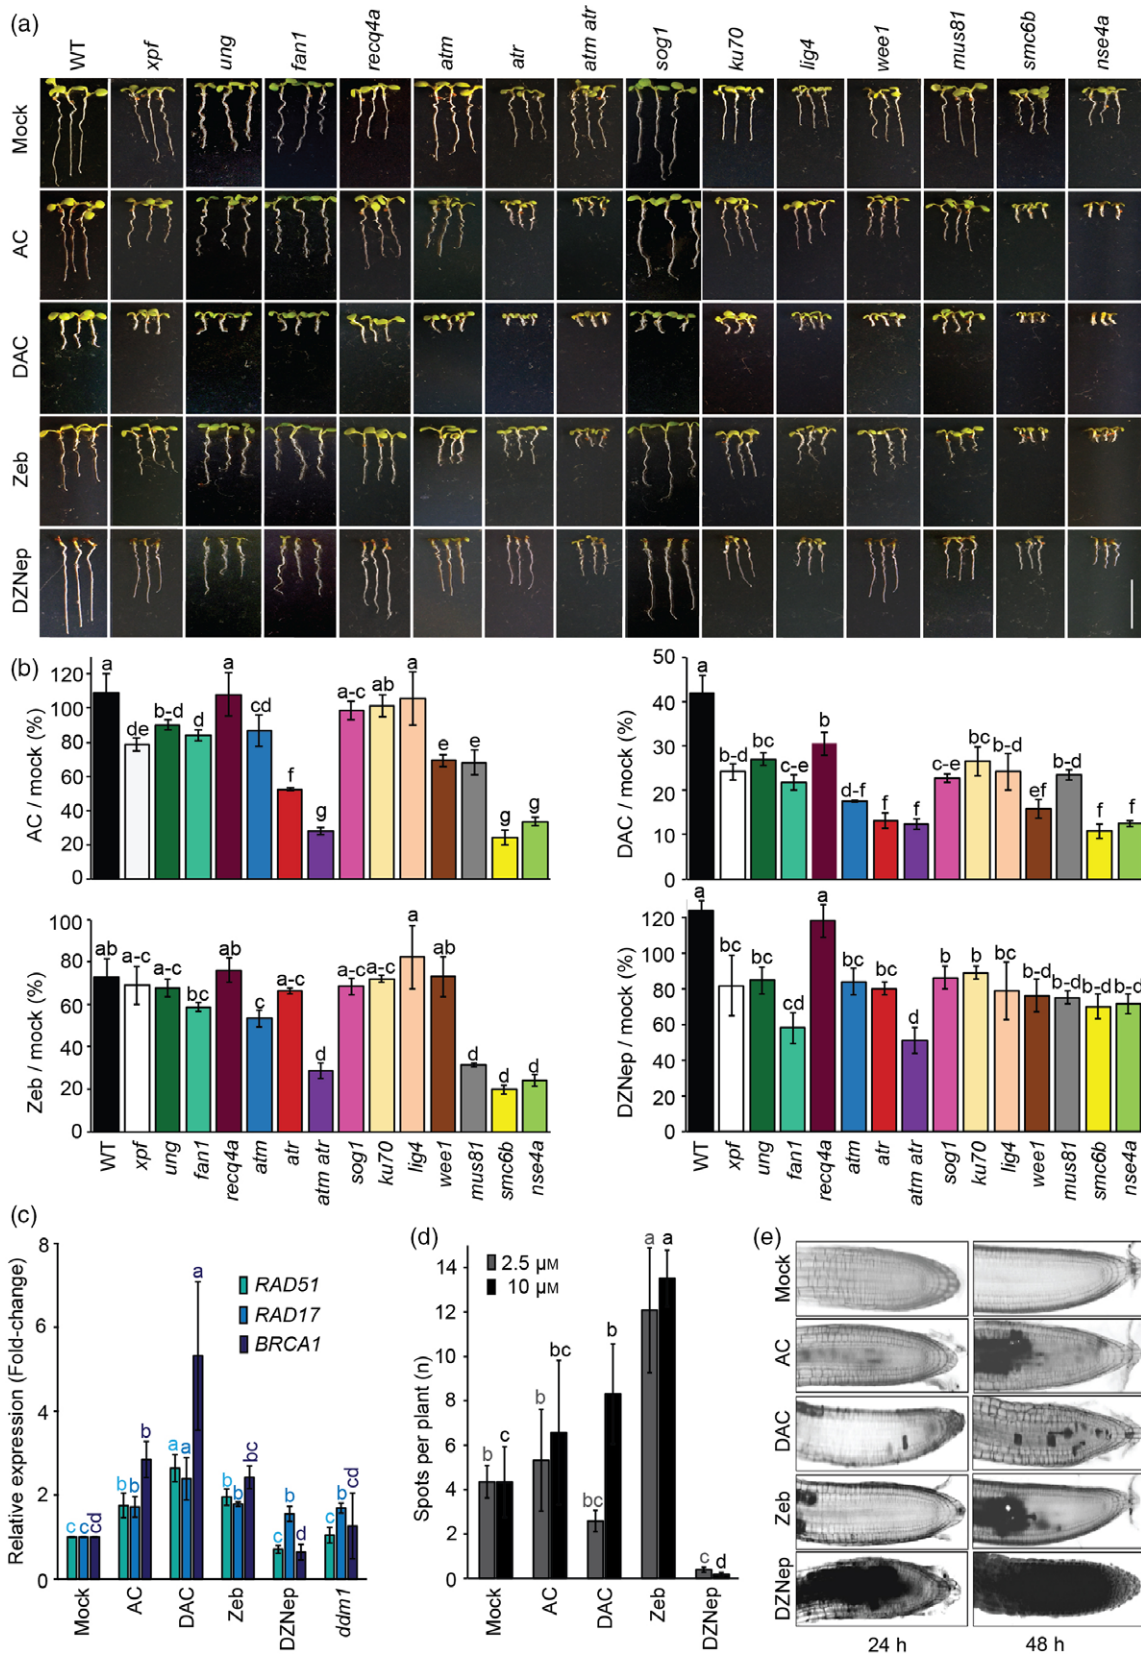 (a)
WT xpf ung fan1 recq4a atm atr atm atr sog1 ku70 lig4 wee1 mus81 smc6b nse4a
Mock
AC
DAC
Zeb
DZNep
(b)
AC / mock (%)
120
100
80
60
40
20
0
a de b-d d a cd f g a-c ab a e e g g
DAC / mock (%)
50
40
30
20
10
0
a b-d bc c-e b d-f f f c-e bc b-d ef b-d f f
Zeb / mock (%)
100
80
60
40
20
0
ab a-c a-c bc ab c a-c d a-c a-c a ab d d d
WT xpf ung fan1 recq4a atm atr atm atr sog1 ku70 lig4 wee1 mus81 smc6b nse4a
DZNep / mock (%)
120
100
80
60
40
20
0
a bc bc cd a bc bc d b b bc b-d b-d b-d b-d
WT xpf ung fan1 recq4a atm atr atm atr sog1 ku70 lig4 wee1 mus81 smc6b nse4a
(c)
Relative expression (Fold-change)
8
6
4
2
0
RAD51
RAD17
BRCA1
c c cd b b b a a a b b bc c b d c b cd
Mock AC DAC Zeb DZNep ddm1
(d)
Spots per plant (n)
14
12
10
8
6
4
2
0
2.5 µM
10 µM
b c b bc bc b a a c d
Mock AC DAC Zeb DZNep
(e)
Mock
AC
DAC
Zeb
DZNep
24 h 48 h